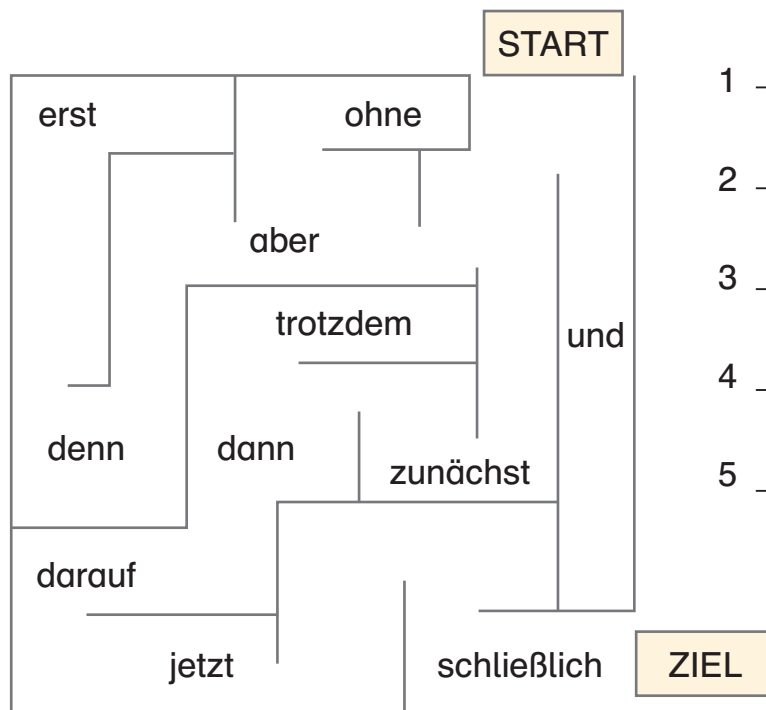 START
1
erst
ohne
2
aber
3
trotzdem
und
4
denn
dann
zunächst
5
darauf
jetzt
schließlich
ZIEL